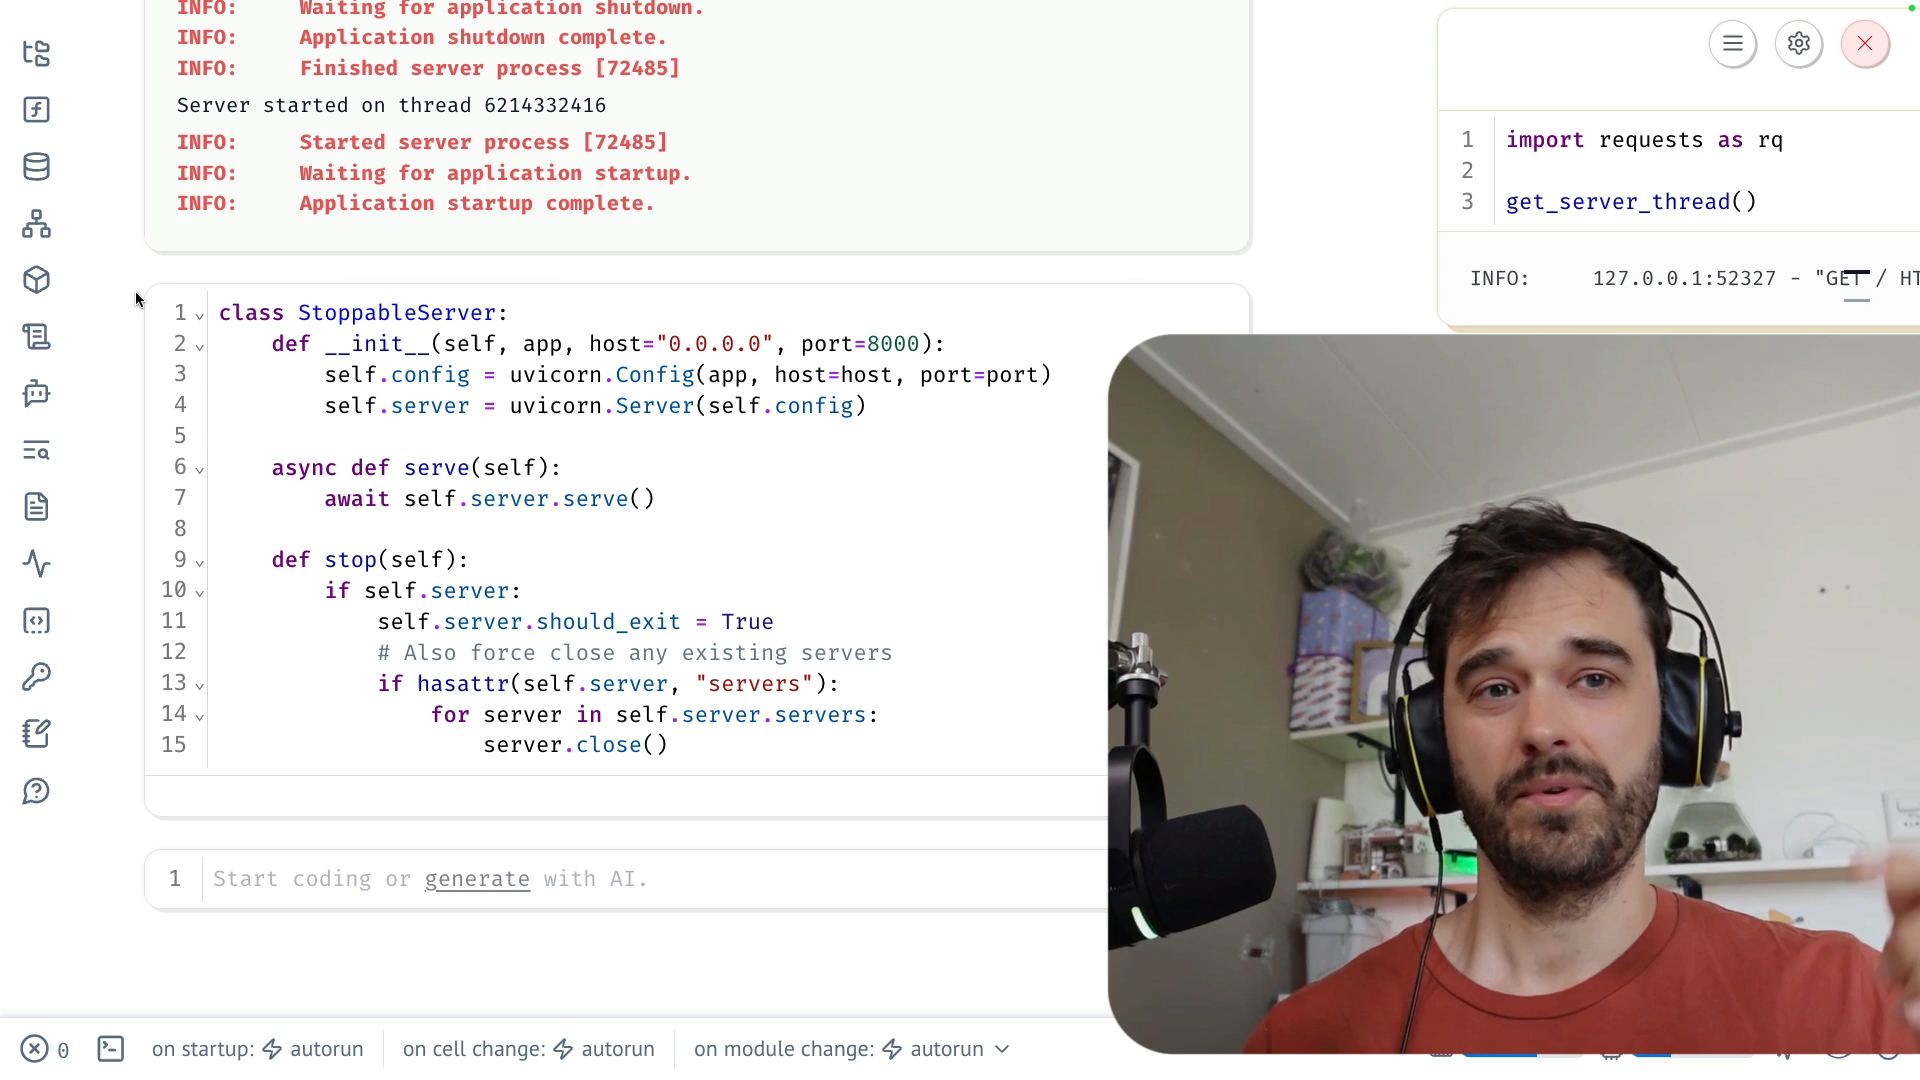 INFO: Waiting for application shutdown.
INFO: Application shutdown complete.
INFO: Finished server process [72485]
Server started on thread 6214332416
INFO: Started server process [72485]
INFO: Waiting for application startup.
INFO: Application startup complete.
1 class StoppableServer:
2 def __init__(self, app, host="0.0.0.0", port=8000):
3 self.config = uvicorn.Config(app, host=host, port=port)
4 self.server = uvicorn.Server(self.config)
5
6 async def serve(self):
7 await self.server.serve()
8
9 def stop(self):
10 if self.server:
11 self.server.should_exit = True
12 # Also force close any existing servers
13 if hasattr(self.server, "servers"):
14 for server in self.server.servers:
15 server.close()
1 Start coding or generate with AI.
1 import requests as rq
2
3 get_server_thread()
INFO: 127.0.0.1:52327 - "GET / HT
0 on startup: autorun on cell change: autorun on module change: autorun